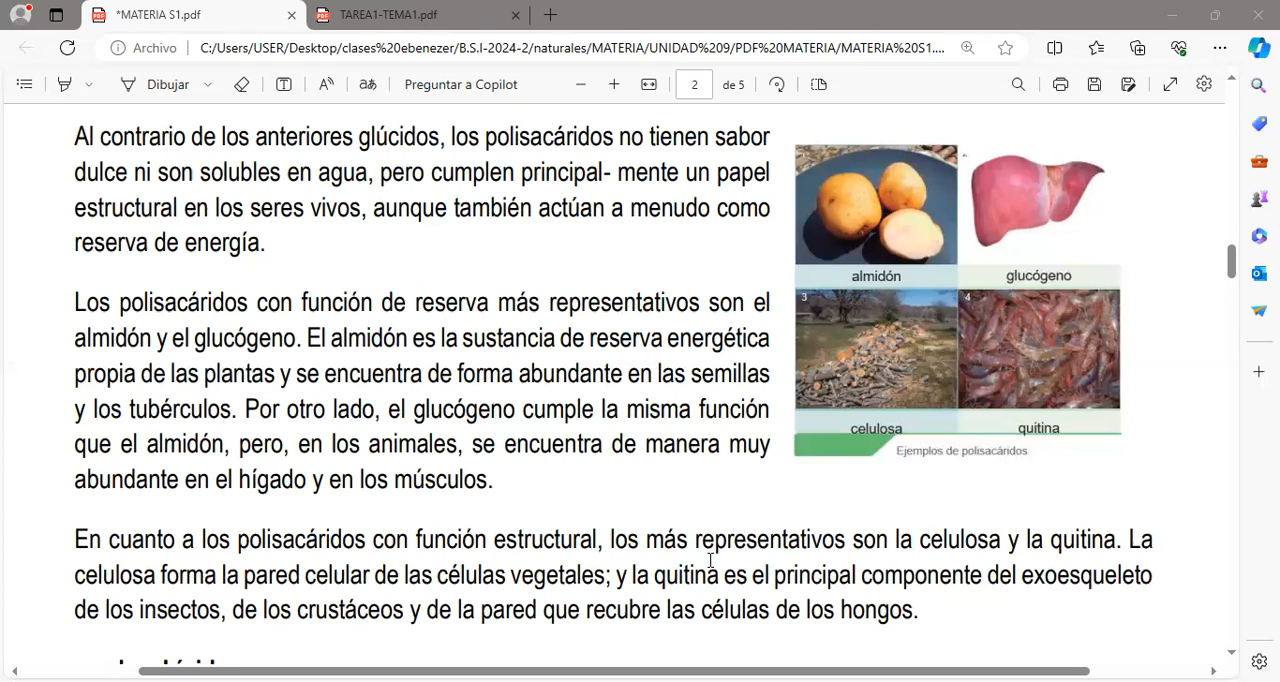 *MATERIA S1.pdf
TAREA1-TEMA1.pdf
Archivo
C:/Users/USER/Desktop/clases%20ebenezer/B.S.I-2024-2/naturales/MATERIA/UNIDAD%209/PDF%20MATERIA/MATERIA%20S1....
Dibujar
aあ
Preguntar a Copilot
2
de 5
Al contrario de los anteriores glúcidos, los polisacáridos no tienen sabor
dulce ni son solubles en agua, pero cumplen principal- mente un papel
estructural en los seres vivos, aunque también actúan a menudo como
reserva de energía.
almidón
glucógeno
3
4
celulosa
quitina
Ejemplos de polisacáridos
Los polisacáridos con función de reserva más representativos son el
almidón y el glucógeno. El almidón es la sustancia de reserva energética
propia de las plantas y se encuentra de forma abundante en las semillas
y los tubérculos. Por otro lado, el glucógeno cumple la misma función
que el almidón, pero, en los animales, se encuentra de manera muy
abundante en el hígado y en los músculos.
En cuanto a los polisacáridos con función estructural, los más representativos son la celulosa y la quitina. La
celulosa forma la pared celular de las células vegetales; y la quitina es el principal componente del exoesqueleto
de los insectos, de los crustáceos y de la pared que recubre las células de los hongos.